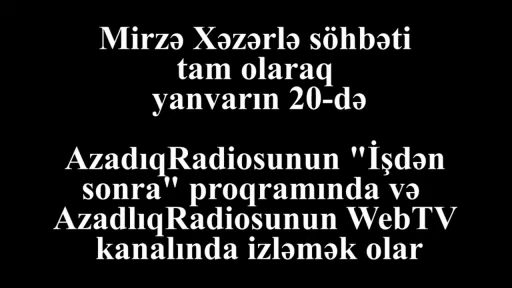 Mirzə Xəzərlə söhbəti
tam olaraq
yanvarın 20-də
AzadıqRadiosunun "İşdən
sonra" proqramında və
AzadlıqRadiosunun WebTV
kanalında izləmək olar